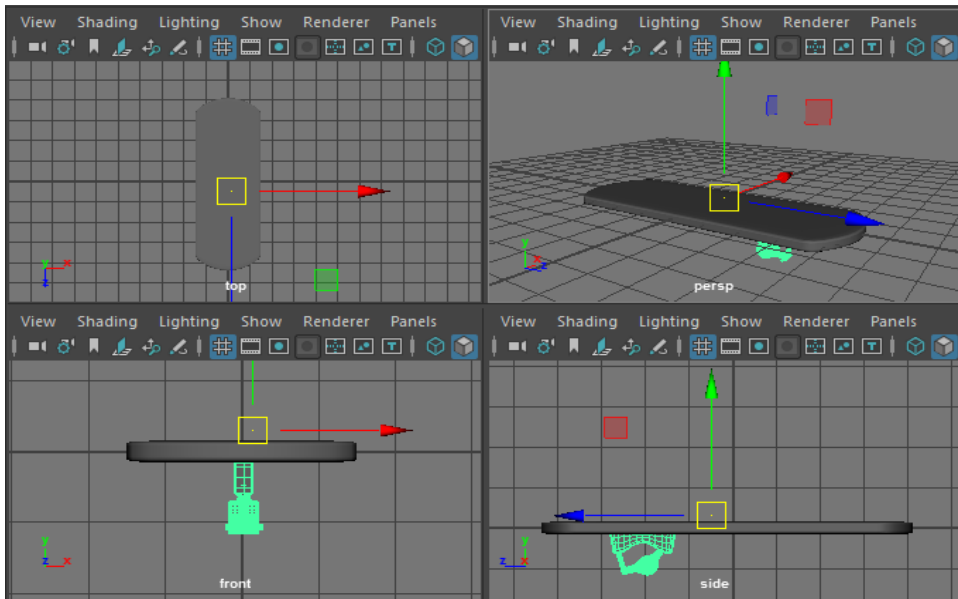 View Shading Lighting Show Renderer Panels
View Shading Lighting Show Renderer Panels
y
x
z
top
y
x
z
persp
View Shading Lighting Show Renderer Panels
View Shading Lighting Show Renderer Panels
y
z x
front
y
z x
side